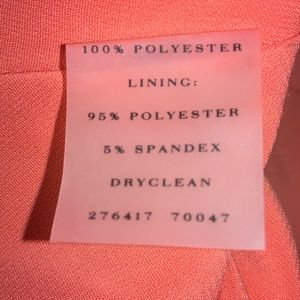 100% POLYESTER
LINING:
95% POLYESTER
5% SPANDEX
DRYCLEAN
276417 70047